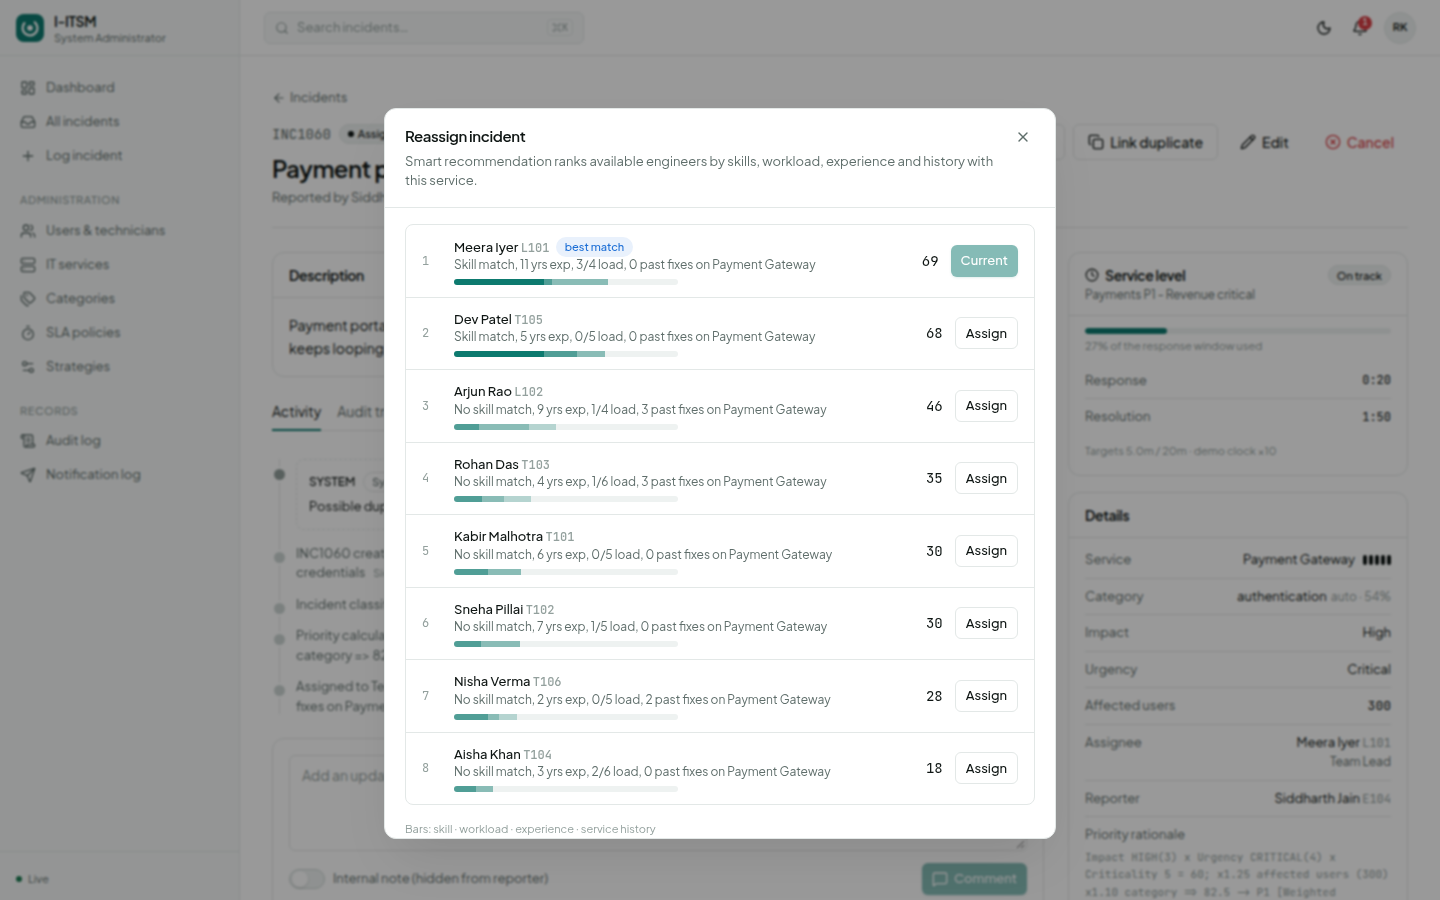 I-ITSM
System Administrator
Search incidents...
⌘K
1
RK
Dashboard
All incidents
Log incident
ADMINISTRATION
Users & technicians
IT services
Categories
SLA policies
Strategies
RECORDS
Audit log
Notification log
Live
← Incidents
INC1060
Payment
Link duplicate
Edit
Cancel
Description
Payment porta
keeps looping
Activity
SYSTEM
INC1060
credentials
Incident
Priority
category => 82
Assigned to
fixes on
Internal note (hidden from reporter)
Comment
Reassign incident
Smart recommendation ranks available engineers by skills, workload, experience and history with
this service.
1
Meera Iyer L101 best match
Skill match, 11 yrs exp, 3/4 load, 0 past fixes on Payment Gateway
69
Current
2
Dev Patel T105
Skill match, 5 yrs exp, 0/5 load, 0 past fixes on Payment Gateway
68
Assign
3
Arjun Rao L102
No skill match, 9 yrs exp, 1/4 load, 3 past fixes on Payment Gateway
46
Assign
4
Rohan Das T103
No skill match, 4 yrs exp, 1/6 load, 3 past fixes on Payment Gateway
35
Assign
5
Kabir Malhotra T101
No skill match, 6 yrs exp, 0/5 load, 0 past fixes on Payment Gateway
30
Assign
6
Sneha Pillai T102
No skill match, 7 yrs exp, 1/5 load, 0 past fixes on Payment Gateway
30
Assign
7
Nisha Verma T106
No skill match, 2 yrs exp, 0/5 load, 2 past fixes on Payment Gateway
28
Assign
8
Aisha Khan T104
No skill match, 3 yrs exp, 2/6 load, 0 past fixes on Payment Gateway
18
Assign
Bars: skill · workload · experience · service history
Service level
On track
Payments P1 - Revenue critical
27% of the response window used
Response 0:20
Resolution 1:50
Targets 5.0m / 20m · demo clock ×10
Details
Service Payment Gateway
Category authentication auto · 54%
Impact High
Urgency Critical
Affected users 300
Assignee Meera Iyer L101
Team Lead
Reporter Siddharth Jain E104
Priority rationale
Impact HIGH(3) x Urgency CRITICAL(4) x
Criticality 5 = 60; x1.25 affected users (300)
x1.10 category => 82.5 -> P1 [Weighted